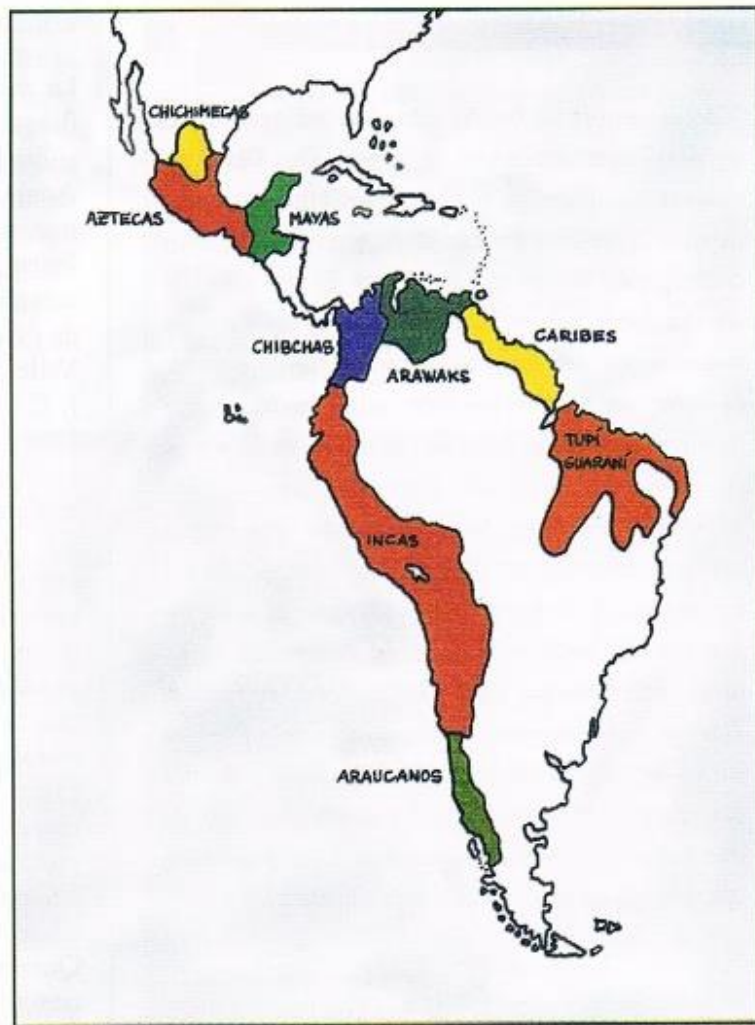 CHICHIMECAS
AZTECAS
MAYAS
CHIBCHAS
ARAWAKS
CARIBES
TUPÍ
GUARANÍ
INCAS
ARAUCANOS